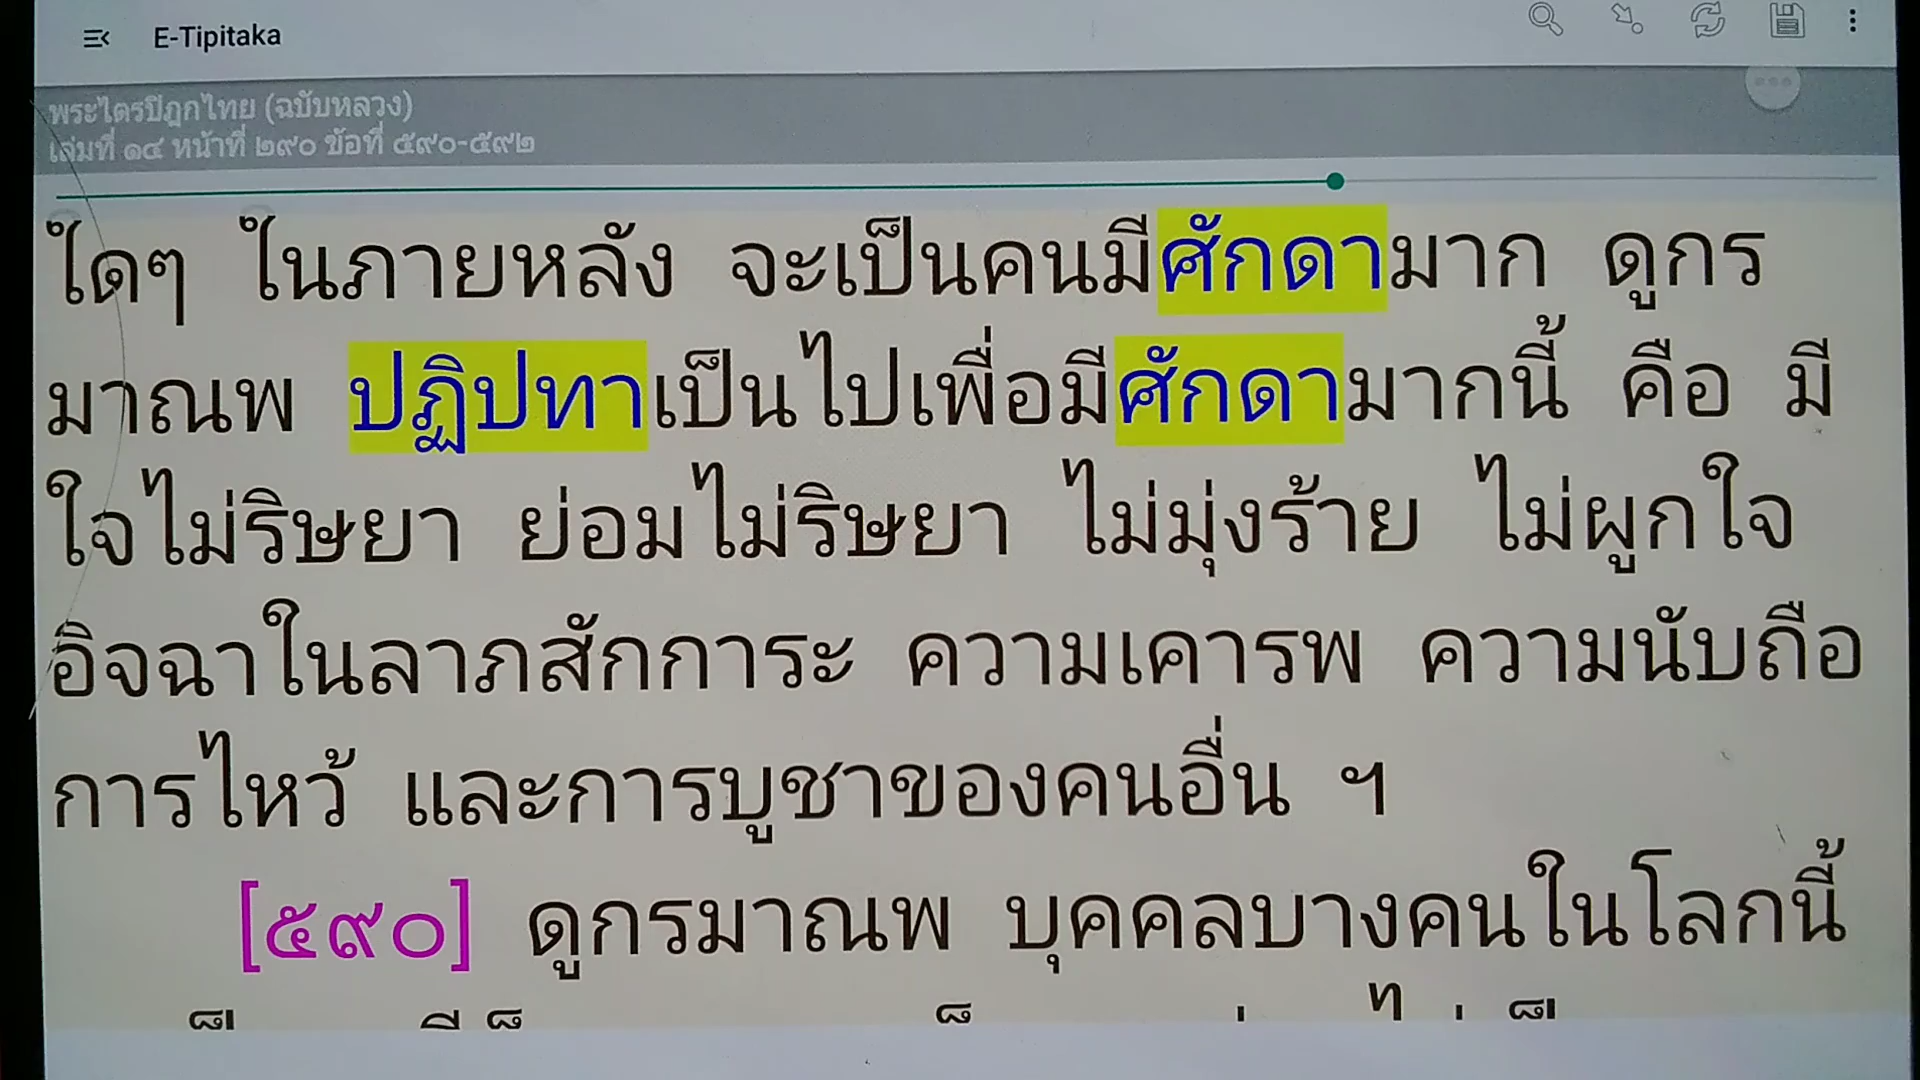 E-Tipitaka
พระไตรปิฎกไทย (ฉบับหลวง)
เล่มที่ ๑๔ หน้าที่ ๒๙๐ ข้อที่ ๕๙๐-๕๙๒
ใดๆ ในภายหลัง จะเป็นคนมีศักดามาก ดูกร
มาณพ ปฏิปทาเป็นไปเพื่อมีศักดามากนี้ คือ มี
ใจไม่ริษยา ย่อมไม่ริษยา ไม่มุ่งร้าย ไม่ผูกใจ
อิจฉาในลาภสักการะ ความเคารพ ความนับถือ
การไหว้ และการบูชาของคนอื่น ฯ
[๕๙๐] ดูกรมาณพ บุคคลบางคนในโลกนี้